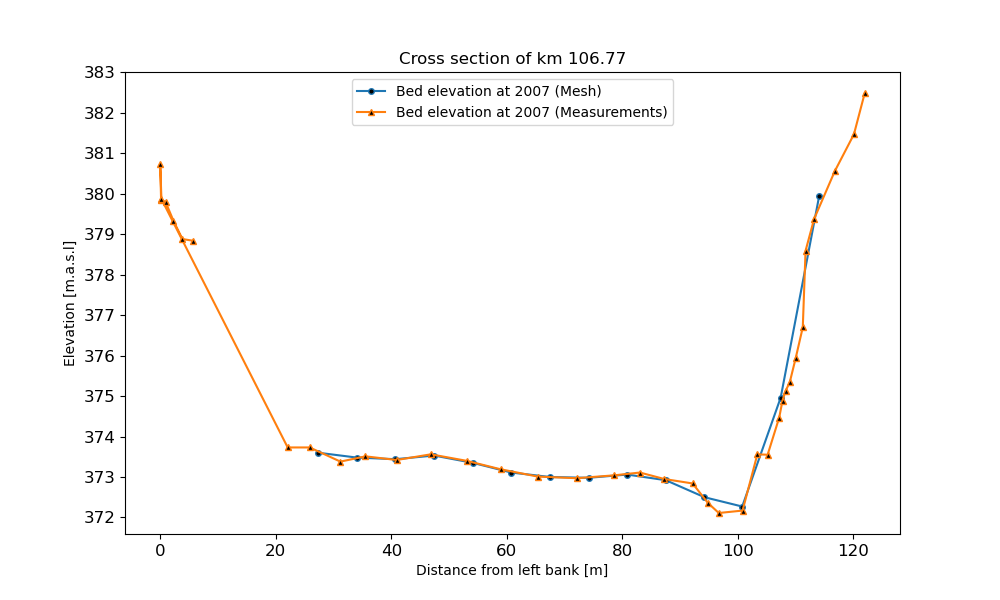 Cross section of km 106.77
Bed elevation at 2007 (Mesh)
Bed elevation at 2007 (Measurements)
Elevation [m.a.s.l]
383
382
381
380
379
378
377
376
375
374
373
372
0 20 40 60 80 100 120
Distance from left bank [m]